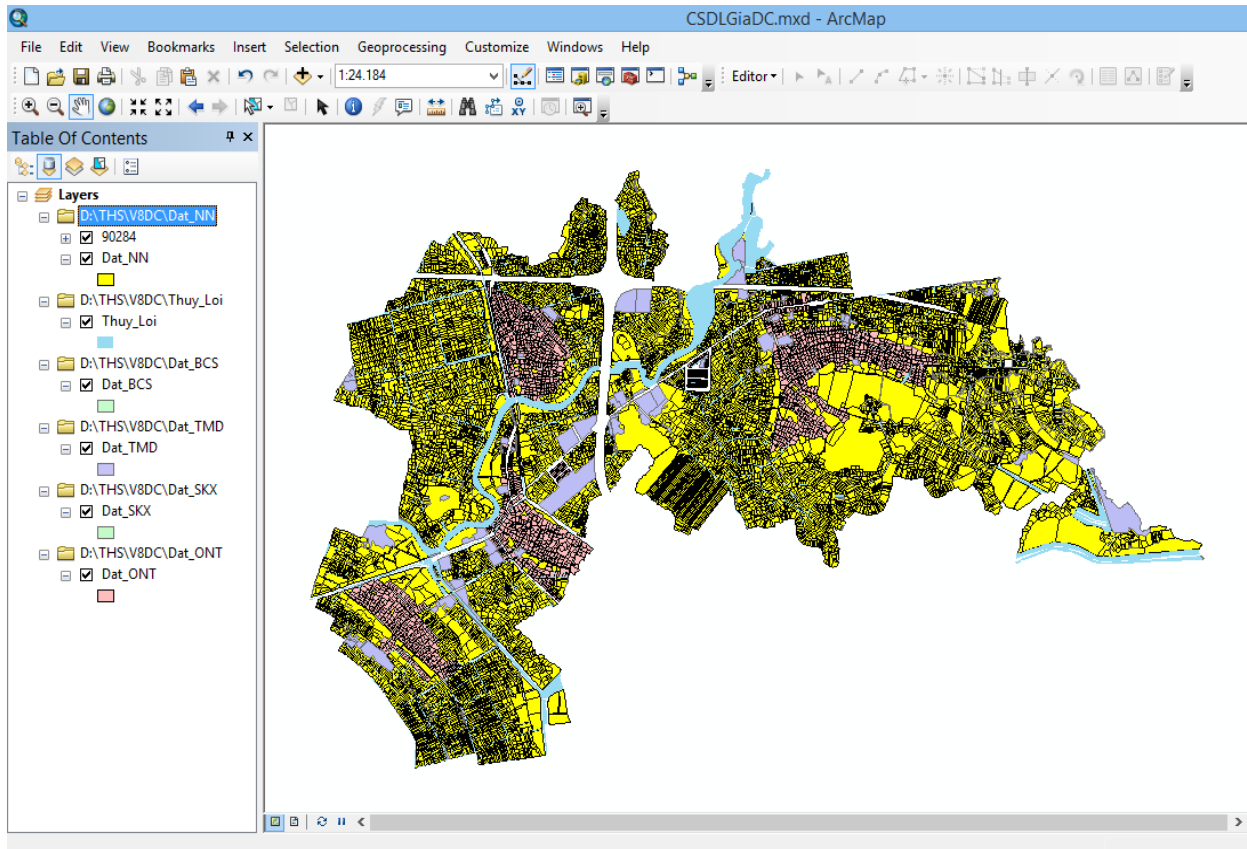 CSDLGiaDC.mxd - ArcMap
File Edit View Bookmarks Insert Selection Geoprocessing Customize Windows Help
1:24.184 Editor
XY
Table Of Contents
Layers
D:\THS\V8DC\Dat_NN
90284
Dat_NN
D:\THS\V8DC\Thuy_Loi
Thuy_Loi
D:\THS\V8DC\Dat_BCS
Dat_BCS
D:\THS\V8DC\Dat_TMD
Dat_TMD
D:\THS\V8DC\Dat_SKX
Dat_SKX
D:\THS\V8DC\Dat_ONT
Dat_ONT